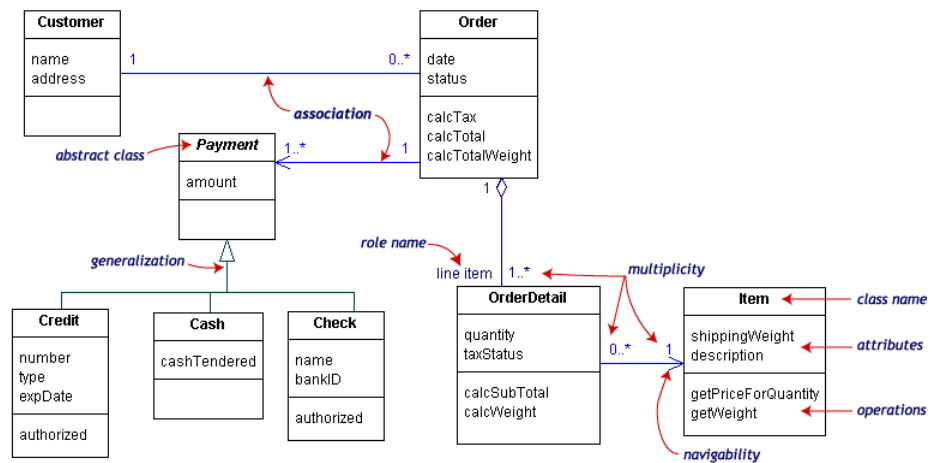 Customer
name
address
1
0..*
Order
date
status
calcTax
calcTotal
calcTotalWeight
association
abstract class
Payment
amount
1..*
1
1
generalization
role name
line item
1..*
multiplicity
Credit
number
type
expDate
authorized
Cash
cashTendered
Check
name
bankID
authorized
OrderDetail
quantity
taxStatus
calcSubTotal
calcWeight
0..*
1
Item
shippingWeight
description
getPriceForQuantity
getWeight
class name
attributes
operations
navigability